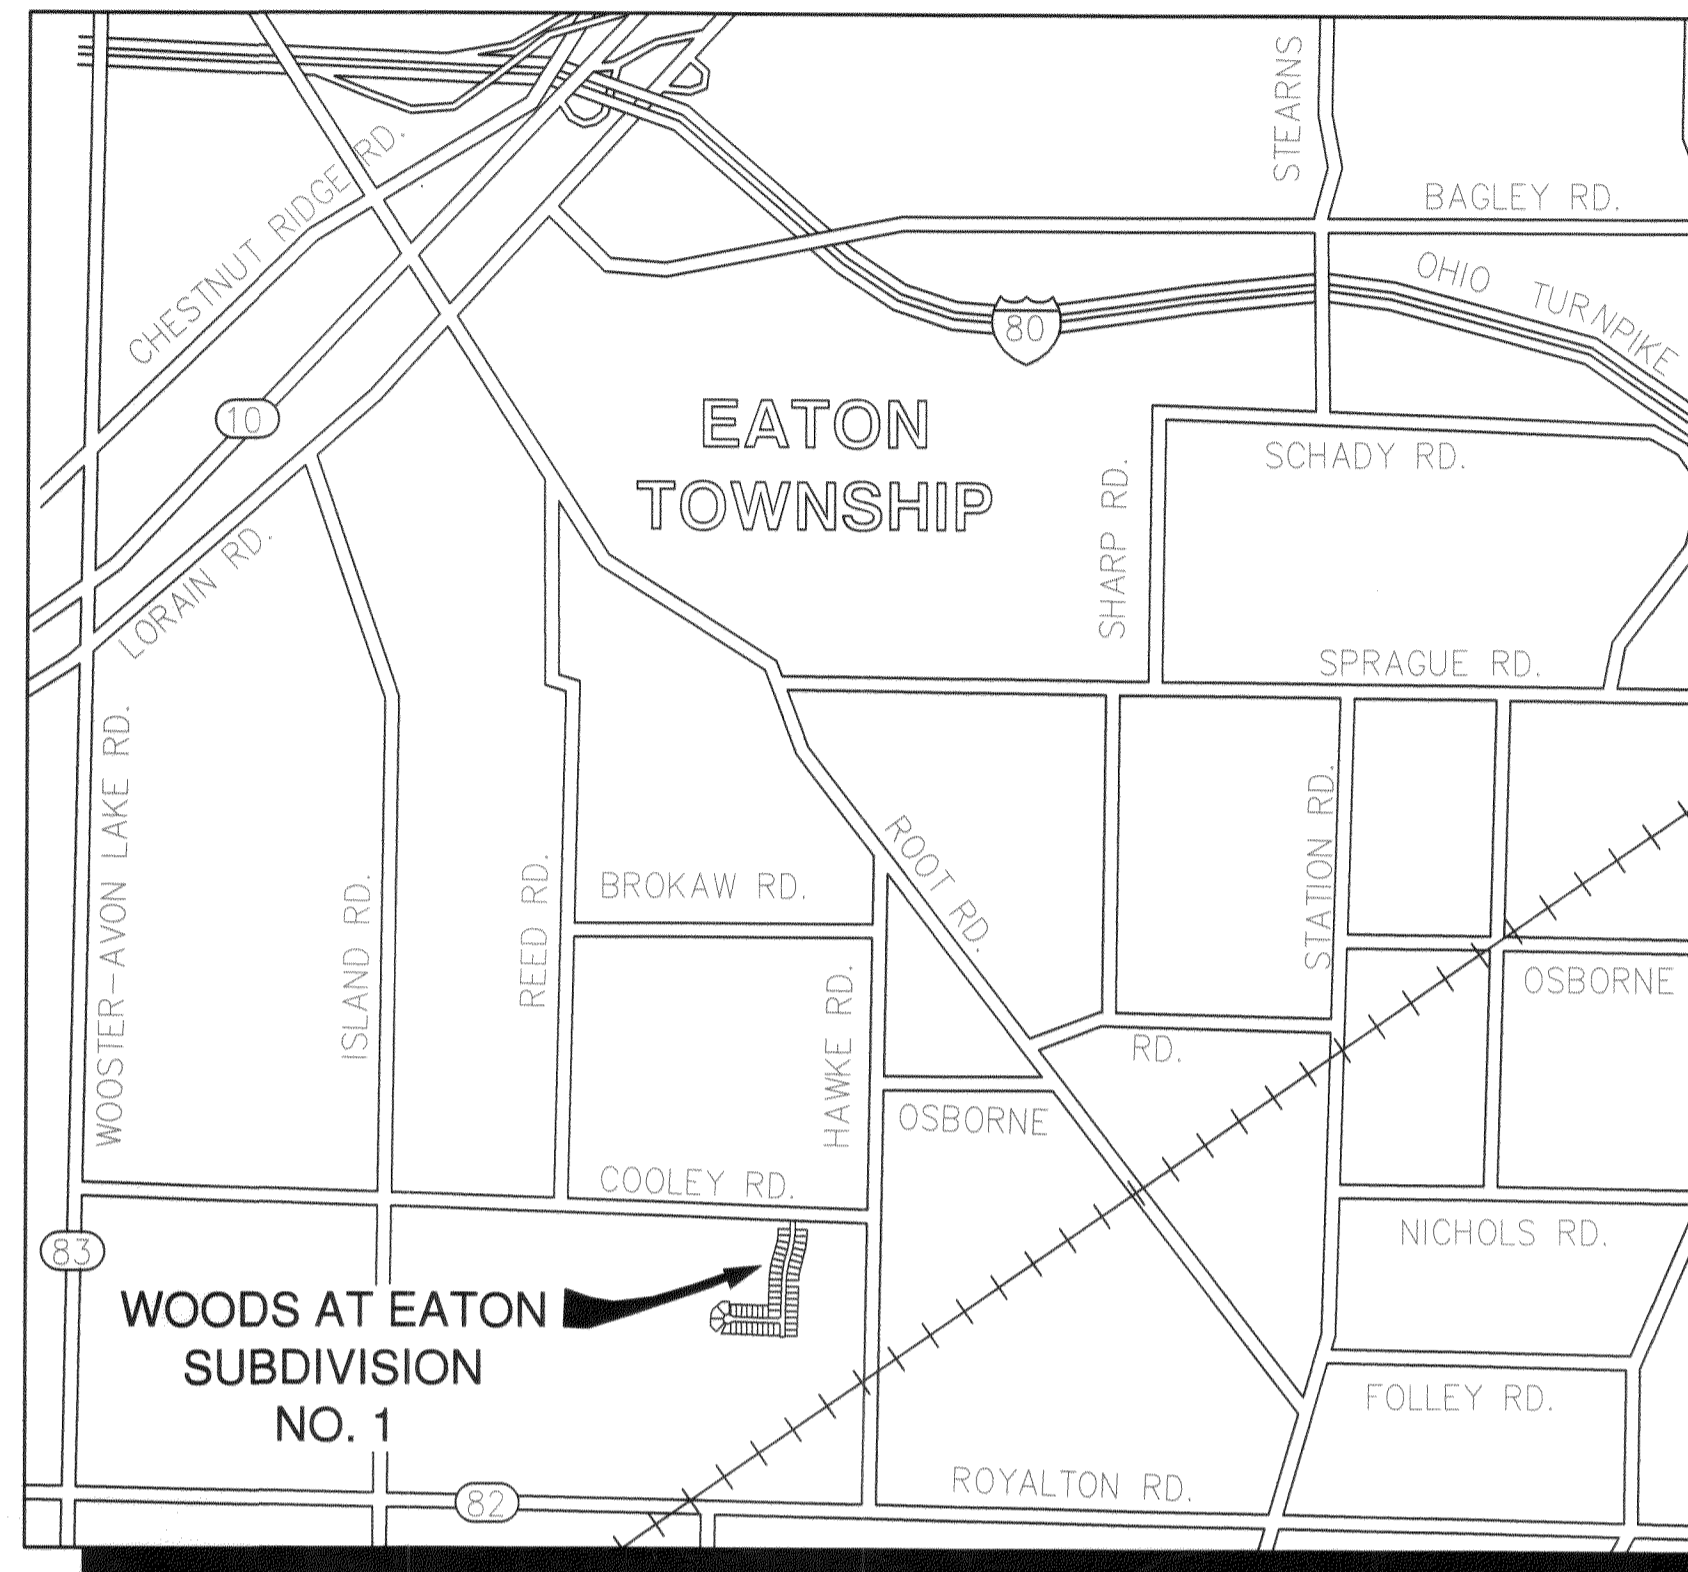 STEARNS
BAGLEY RD.
CHESTNUT RIDGE RD.
OHIO TURNPIKE
80
10
EATON
TOWNSHIP
SCHADY RD.
SHARP RD.
LORAIN RD.
SPRAGUE RD.
WOOSTER-AVON LAKE RD.
ISLAND RD.
REED RD.
BROKAW RD.
ROOT RD.
STATION RD.
HAWKE RD.
OSBORNE
RD.
OSBORNE
COOLEY RD.
NICHOLS RD.
83
WOODS AT EATON
SUBDIVISION
NO. 1
FOLLEY RD.
ROYALTON RD.
82